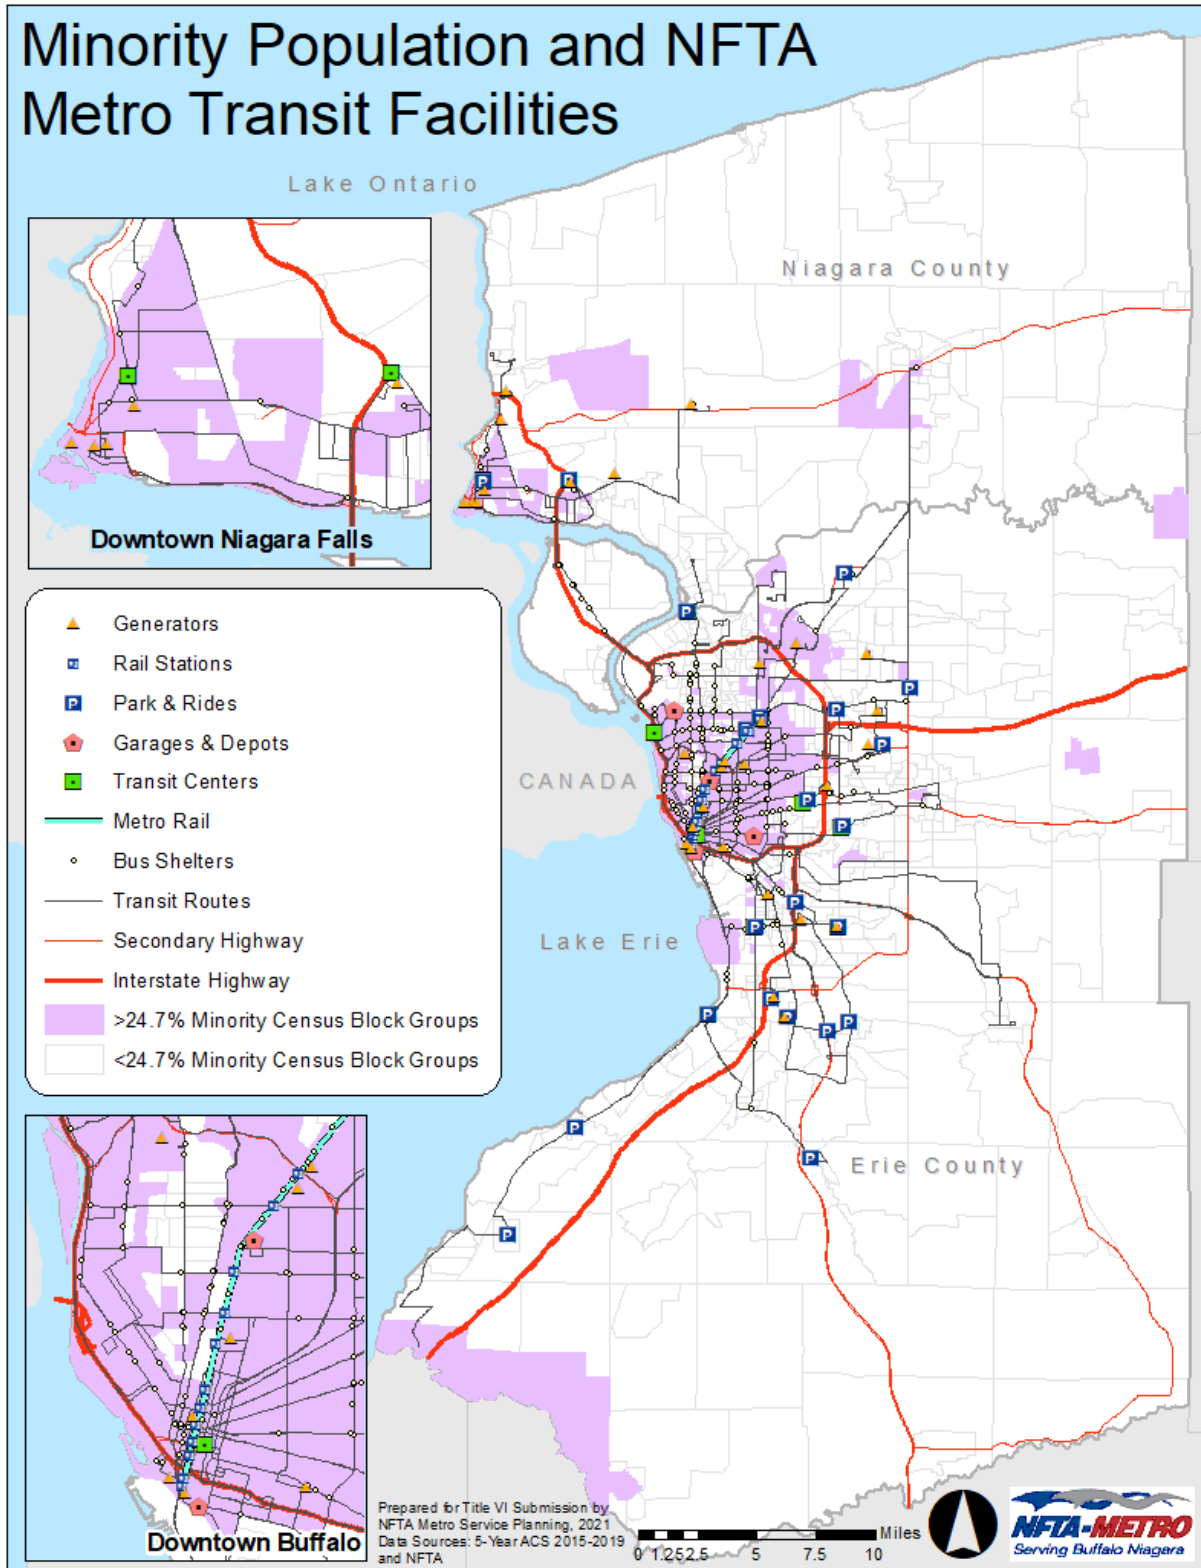 Minority Population and NFTA
Metro Transit Facilities
Lake Ontario
Niagara County
Downtown Niagara Falls
Generators
Rail Stations
P Park & Rides
Garages & Depots
Transit Centers
Metro Rail
Bus Shelters
Transit Routes
Secondary Highway
Interstate Highway
>24.7% Minority Census Block Groups
<24.7% Minority Census Block Groups
CANADA
Lake Erie
Erie County
Downtown Buffalo
Prepared for Title VI Submission by
NFTA Metro Service Planning, 2021
Data Sources: 5-Year ACS 2015-2019
and NFTA
Miles
0 1.25 2.5 5 7.5 10
NFTA-METRO
Serving Buffalo Niagara